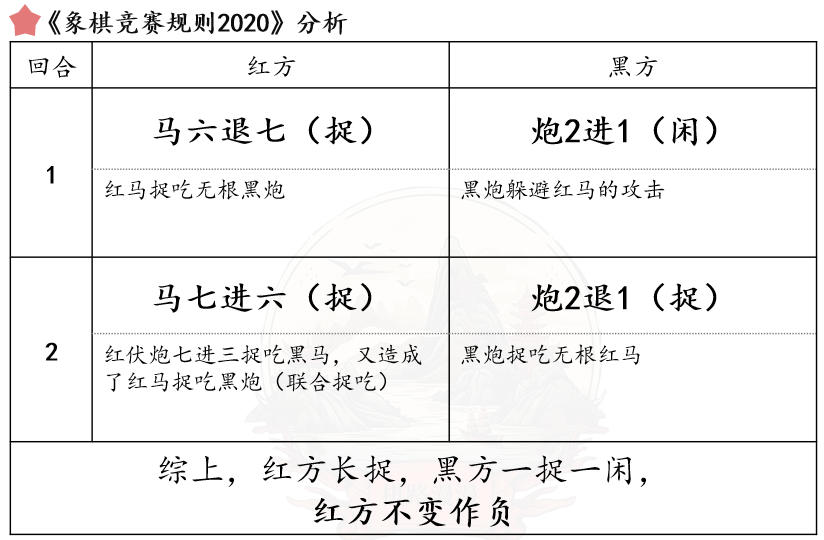 《象棋竞赛规则2020》分析
回合 红方 黑方
1
马六退七（捉） 炮2进1（闲）
红马捉吃无根黑炮 黑炮躲避红马的攻击
2
马七进六（捉） 炮2退1（捉）
红伏炮七进三捉吃黑马，又造成 黑炮捉吃无根红马
了红马捉吃黑炮（联合捉吃）
综上，红方长捉，黑方一捉一闲，
红方不变作负